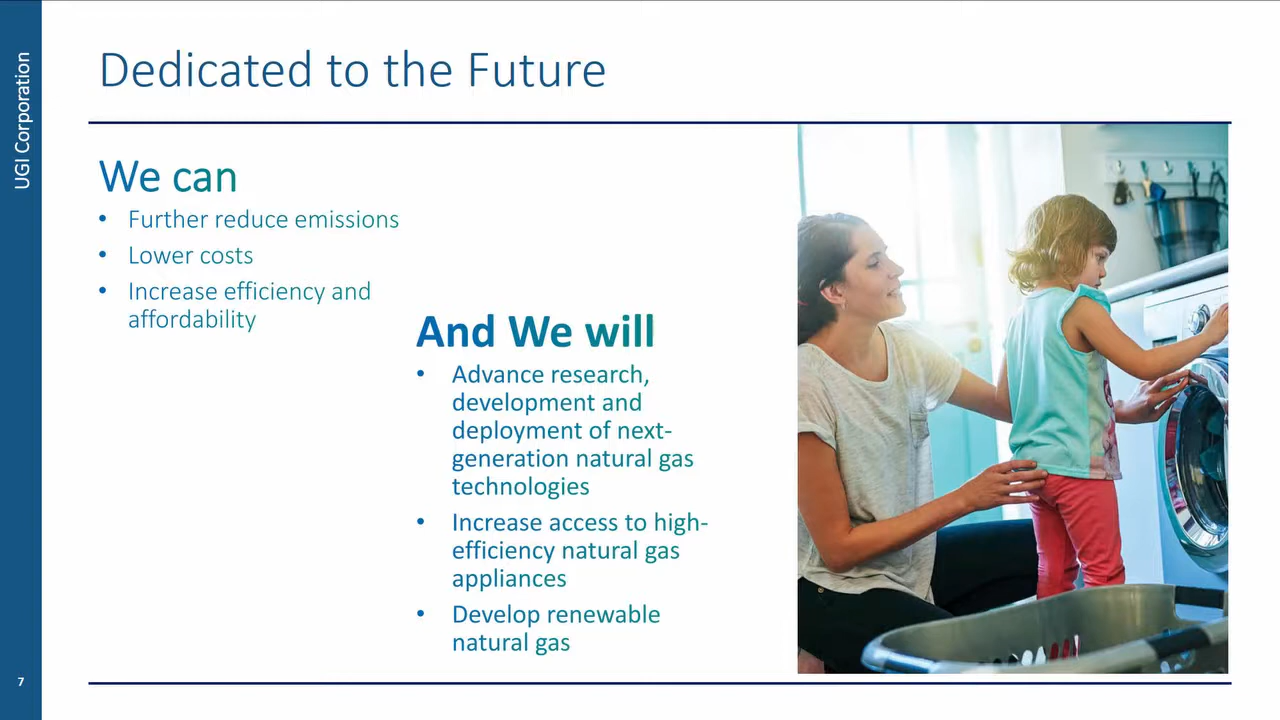 UGI Corporation
Dedicated to the Future
We can
• Further reduce emissions
• Lower costs
• Increase efficiency and
affordability
And We will
• Advance research,
development and
deployment of next-
generation natural gas
technologies
• Increase access to high-
efficiency natural gas
appliances
• Develop renewable
natural gas
7